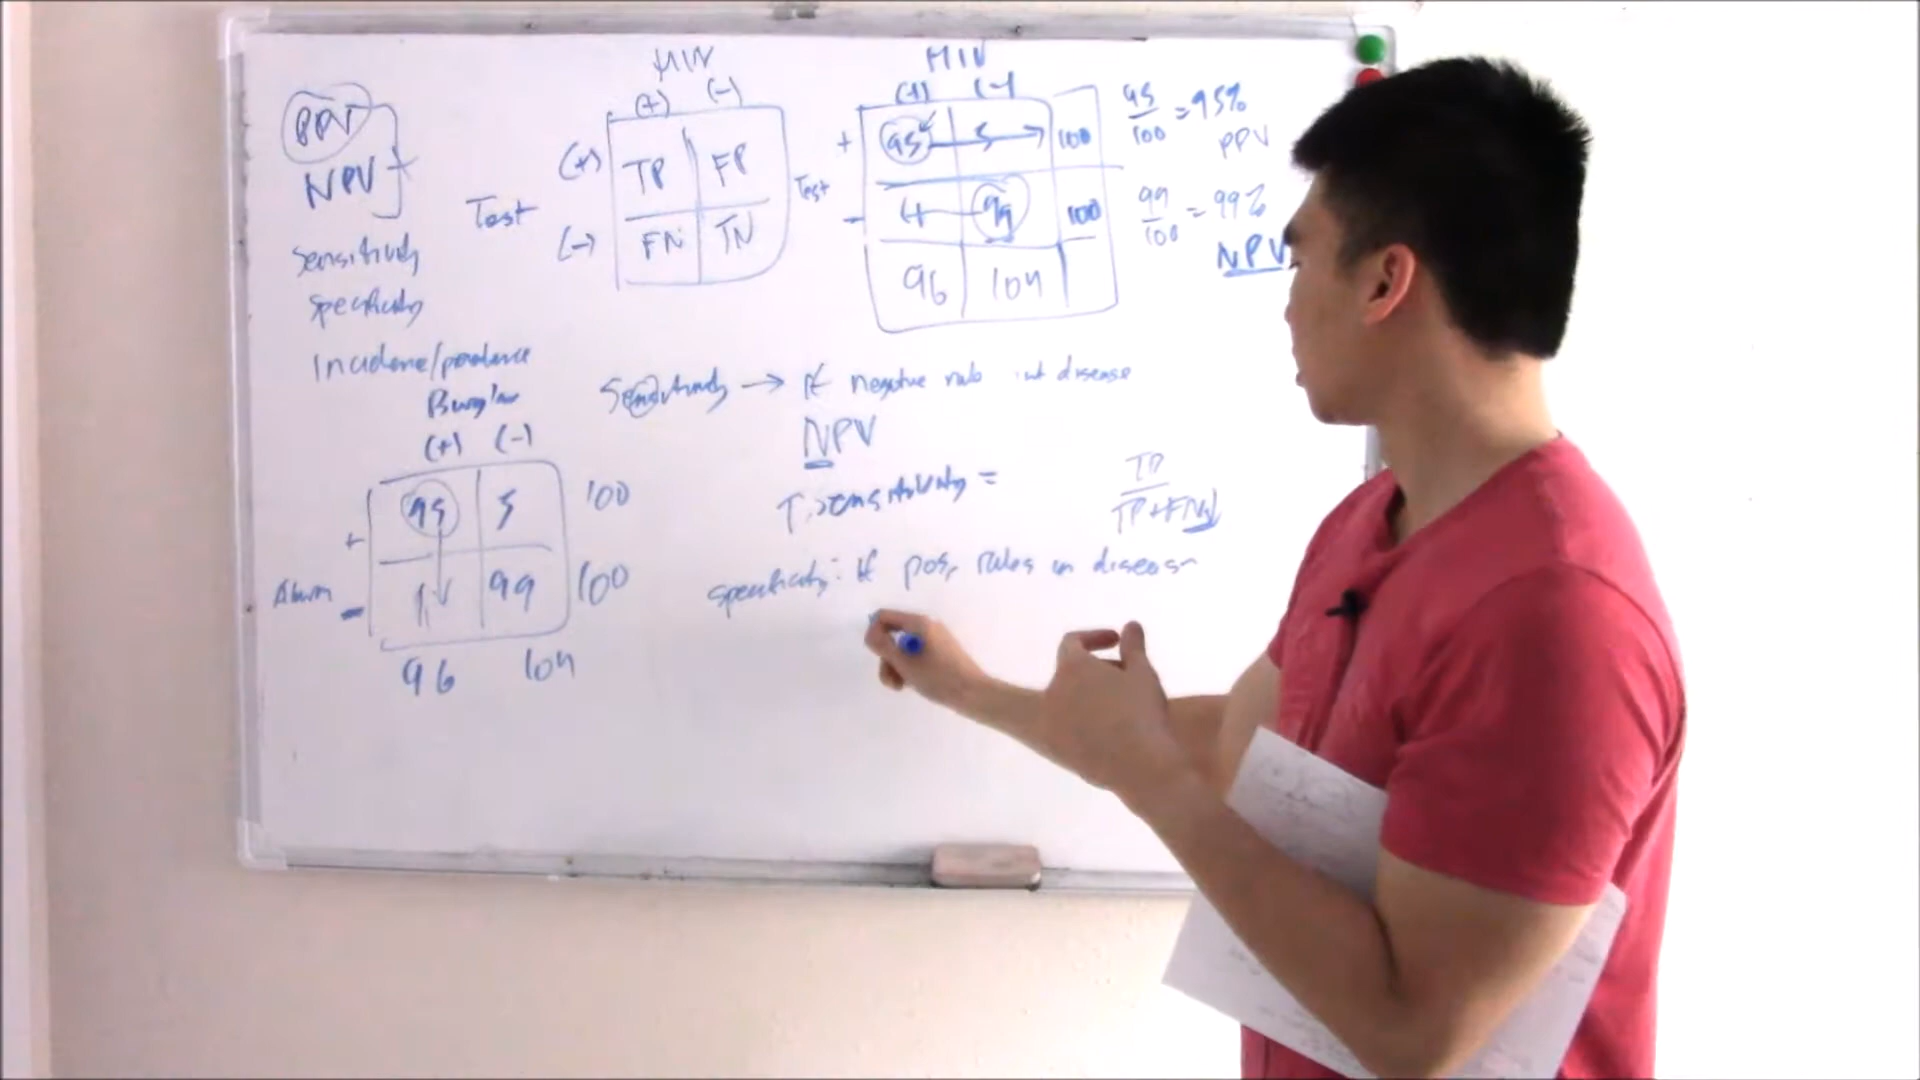 PPV
NPV
Sensitivity
Specificity
Incidence/prevalence
HIV
(+) (-)
Test
(+) TP FP
(-) FN TN
HIV
(+) (-)
Test
+ 95 5 100
- 1 99 100
96 104
95/100 = 95%
PPV
99/100 = 99%
NPV
Burglar
(+) (-)
Alarm
+ 95 5 100
- 1 99 100
96 104
Sensitivity → If negative rule out disease
NPV
↑ sensitivity = TP/TP+FN↓
specificity: If pos, rules in disease